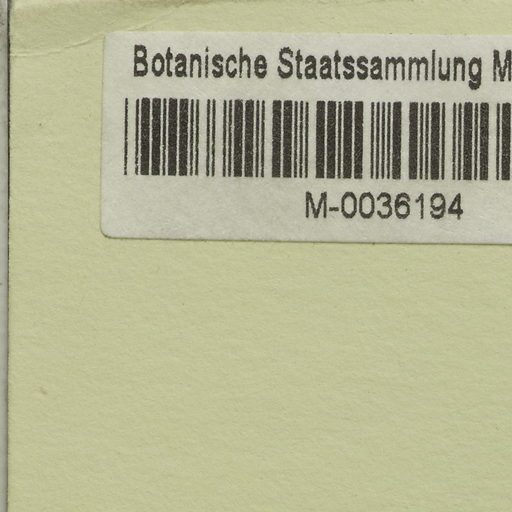 Botanische Staatssammlung M
M-0036194